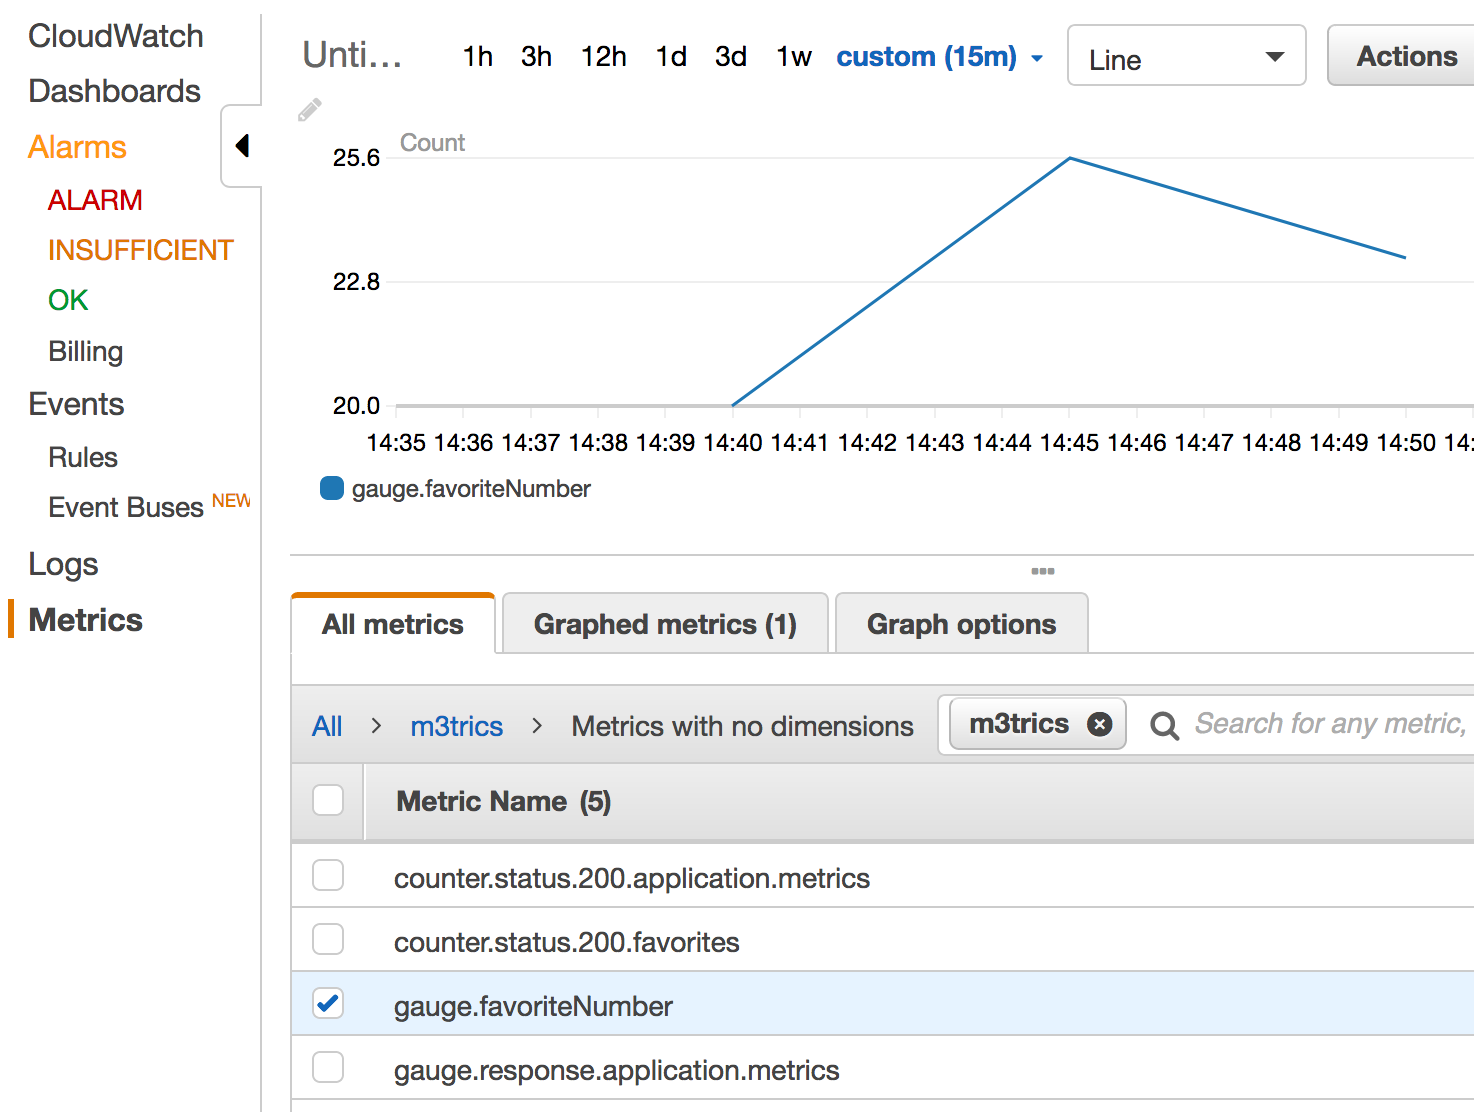 CloudWatch
Dashboards
Alarms
ALARM
INSUFFICIENT
OK
Billing
Events
Rules
Event Buses NEW
Logs
Metrics
Unti... 1h 3h 12h 1d 3d 1w custom (15m) Line Actions
Count
25.6
22.8
20.0
14:35 14:36 14:37 14:38 14:39 14:40 14:41 14:42 14:43 14:44 14:45 14:46 14:47 14:48 14:49 14:50 14:
gauge.favoriteNumber
All metrics Graphed metrics (1) Graph options
All > m3trics > Metrics with no dimensions m3trics Search for any metric,
Metric Name (5)
counter.status.200.application.metrics
counter.status.200.favorites
gauge.favoriteNumber
gauge.response.application.metrics